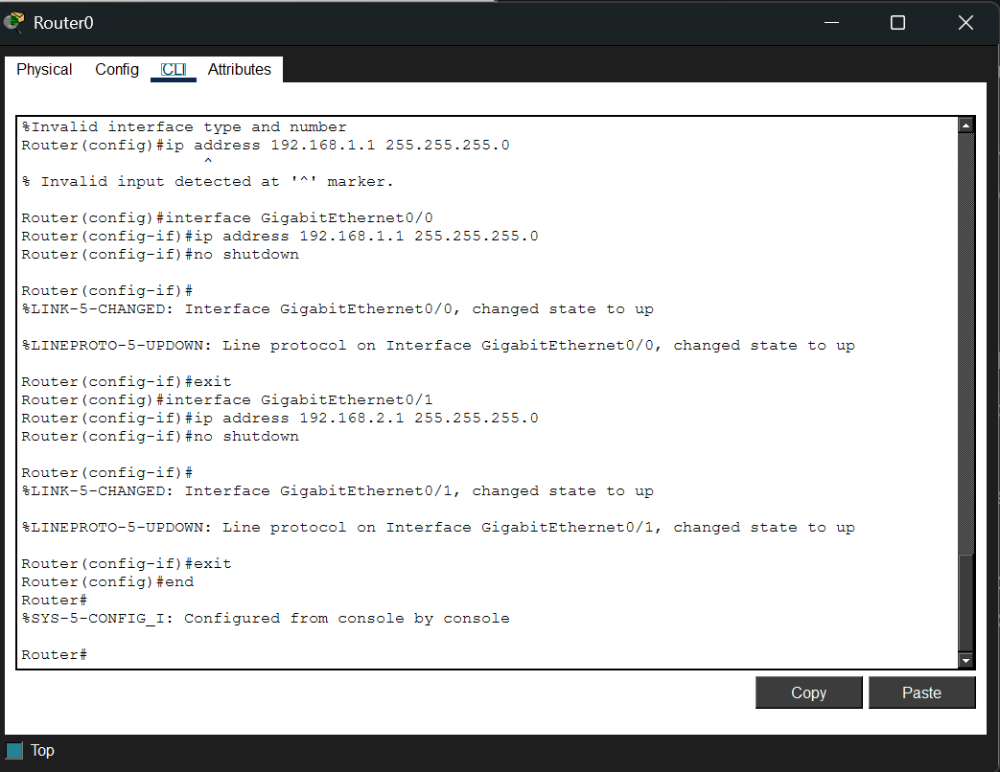 Router0
Physical Config CLI Attributes
%Invalid interface type and number
Router(config)#ip address 192.168.1.1 255.255.255.0
^
% Invalid input detected at '^' marker.
Router(config)#interface GigabitEthernet0/0
Router(config-if)#ip address 192.168.1.1 255.255.255.0
Router(config-if)#no shutdown
Router(config-if)#
%LINK-5-CHANGED: Interface GigabitEthernet0/0, changed state to up
%LINEPROTO-5-UPDOWN: Line protocol on Interface GigabitEthernet0/0, changed state to up
Router(config-if)#exit
Router(config)#interface GigabitEthernet0/1
Router(config-if)#ip address 192.168.2.1 255.255.255.0
Router(config-if)#no shutdown
Router(config-if)#
%LINK-5-CHANGED: Interface GigabitEthernet0/1, changed state to up
%LINEPROTO-5-UPDOWN: Line protocol on Interface GigabitEthernet0/1, changed state to up
Router(config-if)#exit
Router(config)#end
Router#
%SYS-5-CONFIG_I: Configured from console by console
Router#
Copy Paste
Top